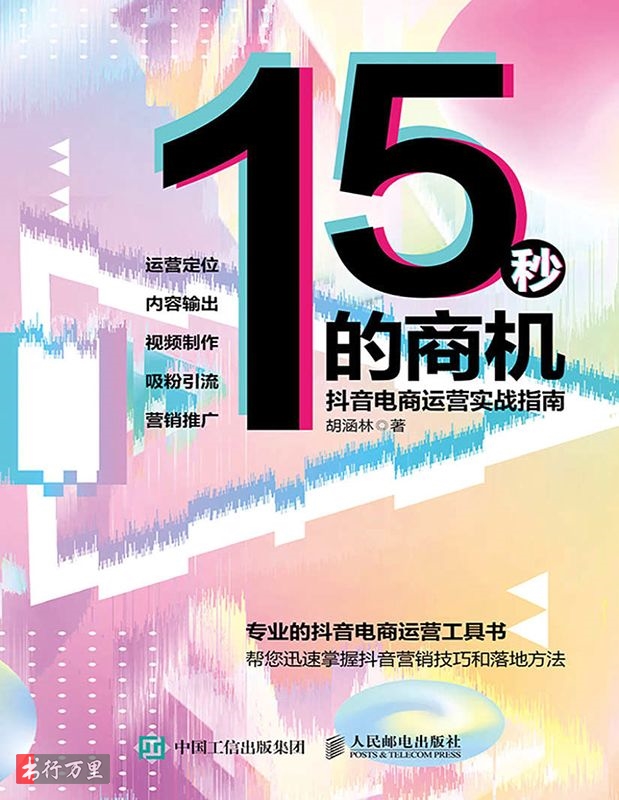 15秒
的商机
抖音电商运营实战指南
胡涵林◎著
运营定位
内容输出
视频制作
吸粉引流
营销推广
专业的抖音电商运营工具书
帮您迅速掌握抖音营销技巧和落地方法
中国工信出版集团
人民邮电出版社
POSTS & TELECOM PRESS
书行万里